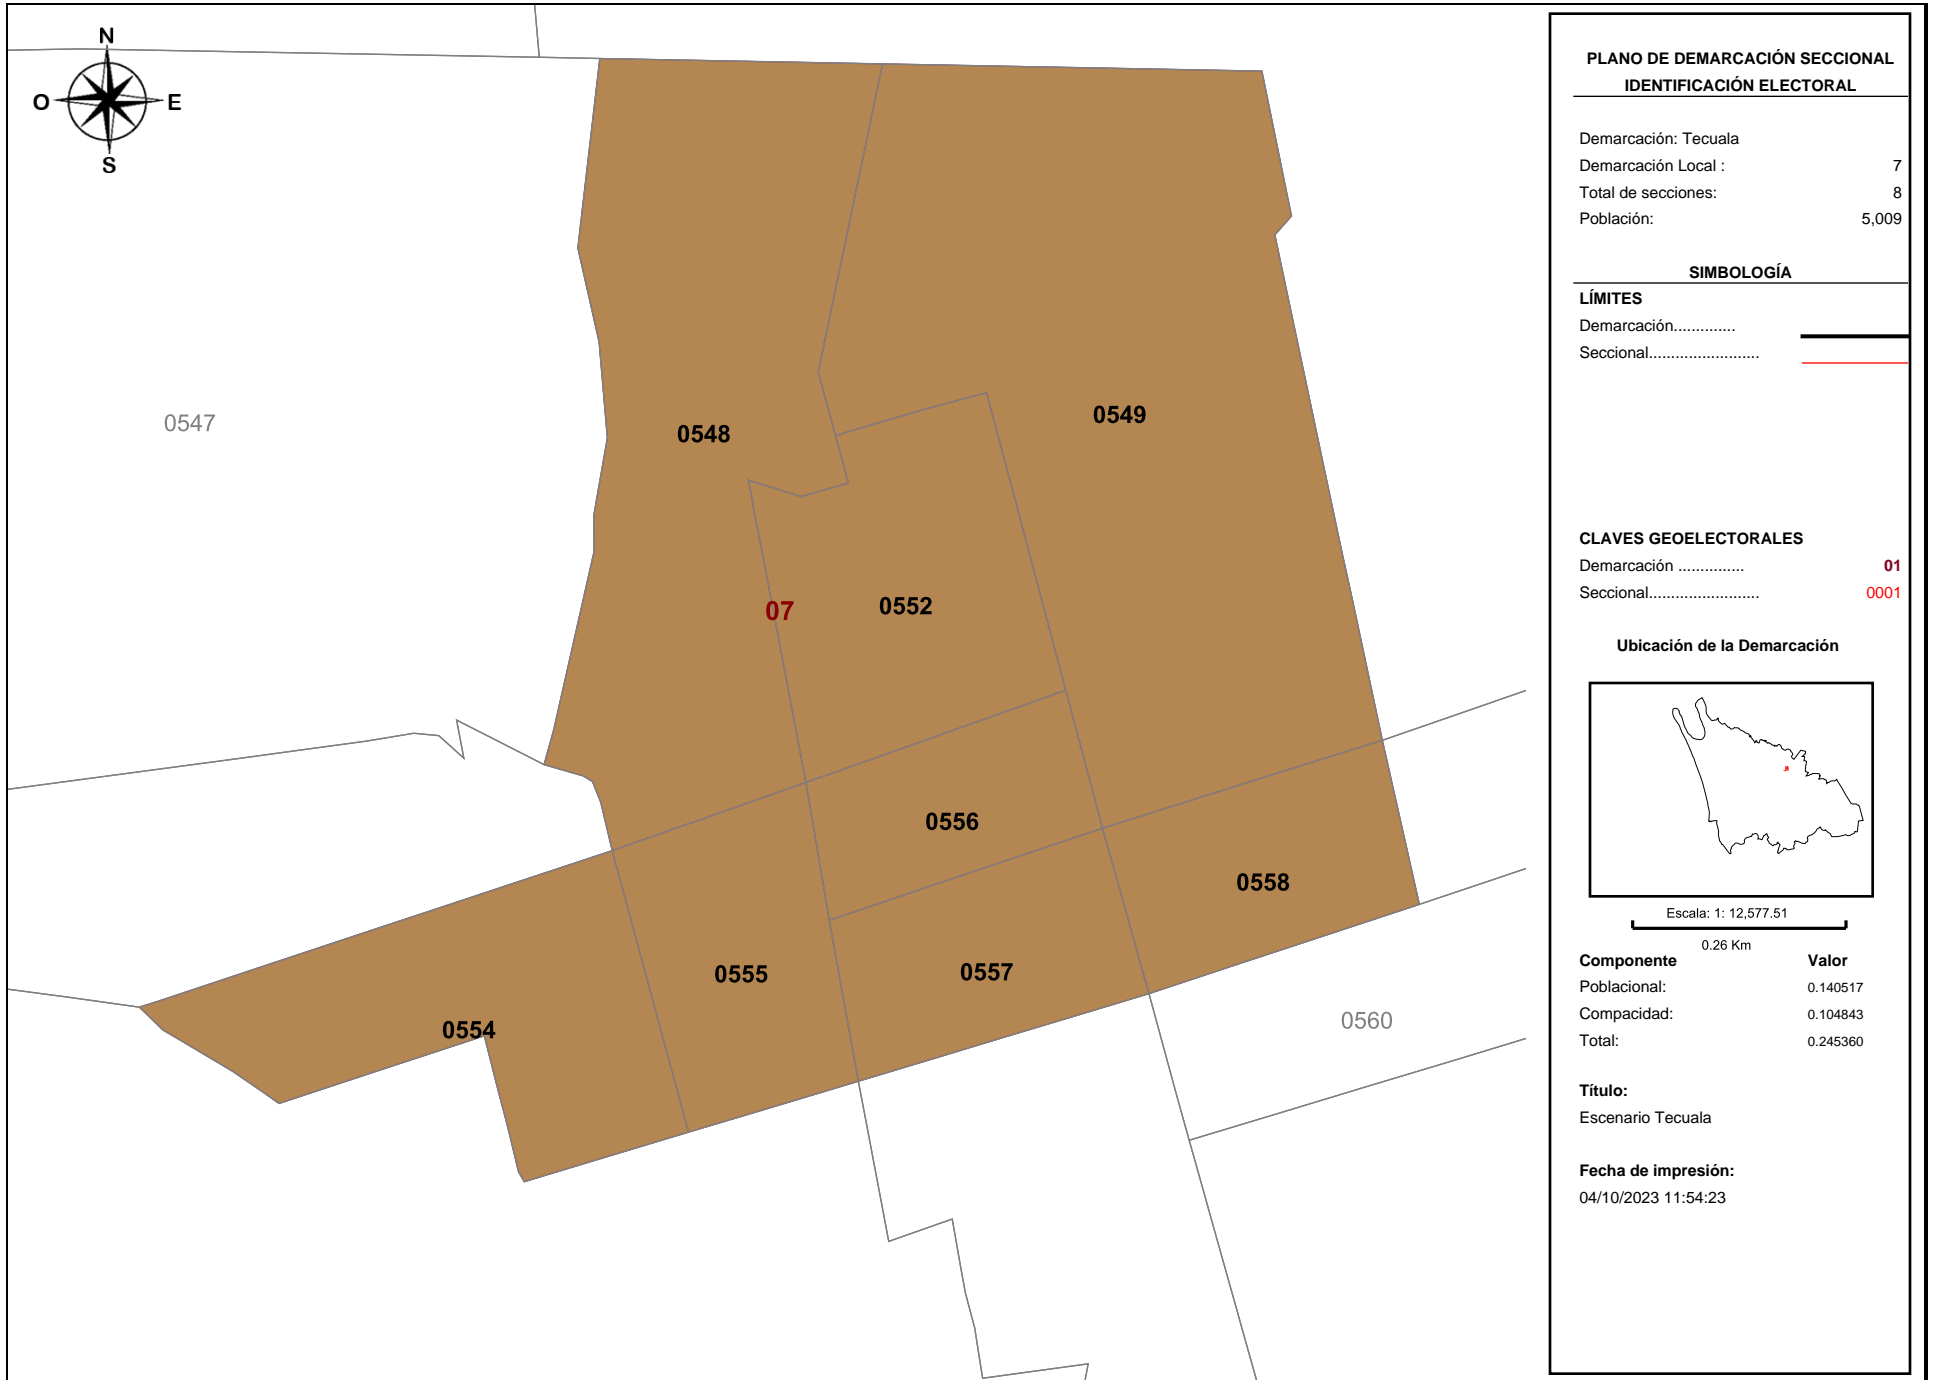 N
O E
S
0547
0548
0549
07
0552
0556
0558
0555
0557
0554
0560
PLANO DE DEMARCACIÓN SECCIONAL
IDENTIFICACIÓN ELECTORAL
Demarcación: Tecuala
Demarcación Local : 7
Total de secciones: 8
Población: 5,009
SIMBOLOGÍA
LÍMITES
Demarcación..............
Seccional.........................
CLAVES GEOELECTORALES
Demarcación ............... 01
Seccional......................... 0001
Ubicación de la Demarcación
Escala: 1: 12,577.51
0.26 Km
Componente Valor
Poblacional: 0.140517
Compacidad: 0.104843
Total: 0.245360
Título:
Escenario Tecuala
Fecha de impresión:
04/10/2023 11:54:23